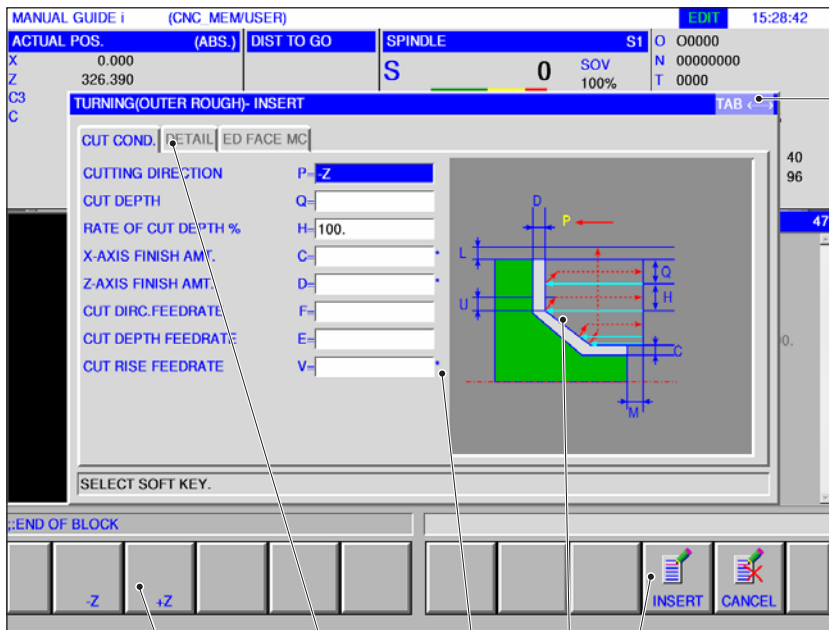 MANUAL GUIDE i (CNC_MEM/USER) EDIT 15:28:42
ACTUAL POS. (ABS.) DIST TO GO SPINDLE S1 O O0000
X 0.000 N 00000000
Z 326.390 S 0 SOV 100% T 0000
C3
C
TURNING(OUTER ROUGH)- INSERT TAB <-->
CUT COND. DETAIL ED FACE MC
CUTTING DIRECTION P=-Z
CUT DEPTH Q=
RATE OF CUT DEPTH % H=100.
X-AXIS FINISH AMT. C= *
Z-AXIS FINISH AMT. D= *
CUT DIRC.FEEDRATE F=
CUT DEPTH FEEDRATE E=
CUT RISE FEEDRATE V= *
D
P
L
Q
U
H
C
M
40
96
47
0.
SELECT SOFT KEY.
;:END OF BLOCK
-Z +Z INSERT CANCEL